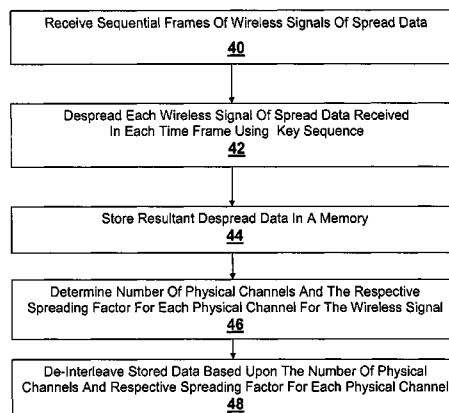 Receive Sequential Frames Of Wireless Signals Of Spread Data
40
Despread Each Wireless Signal Of Spread Data Received
In Each Time Frame Using Key Sequence
42
Store Resultant Despread Data In A Memory
44
Determine Number Of Physical Channels And The Respective
Spreading Factor For Each Physical Channel For The Wireless Signal
46
De-Interleave Stored Data Based Upon The Number Of Physical
Channels And Respective Spreading Factor For Each Physical Channel
48